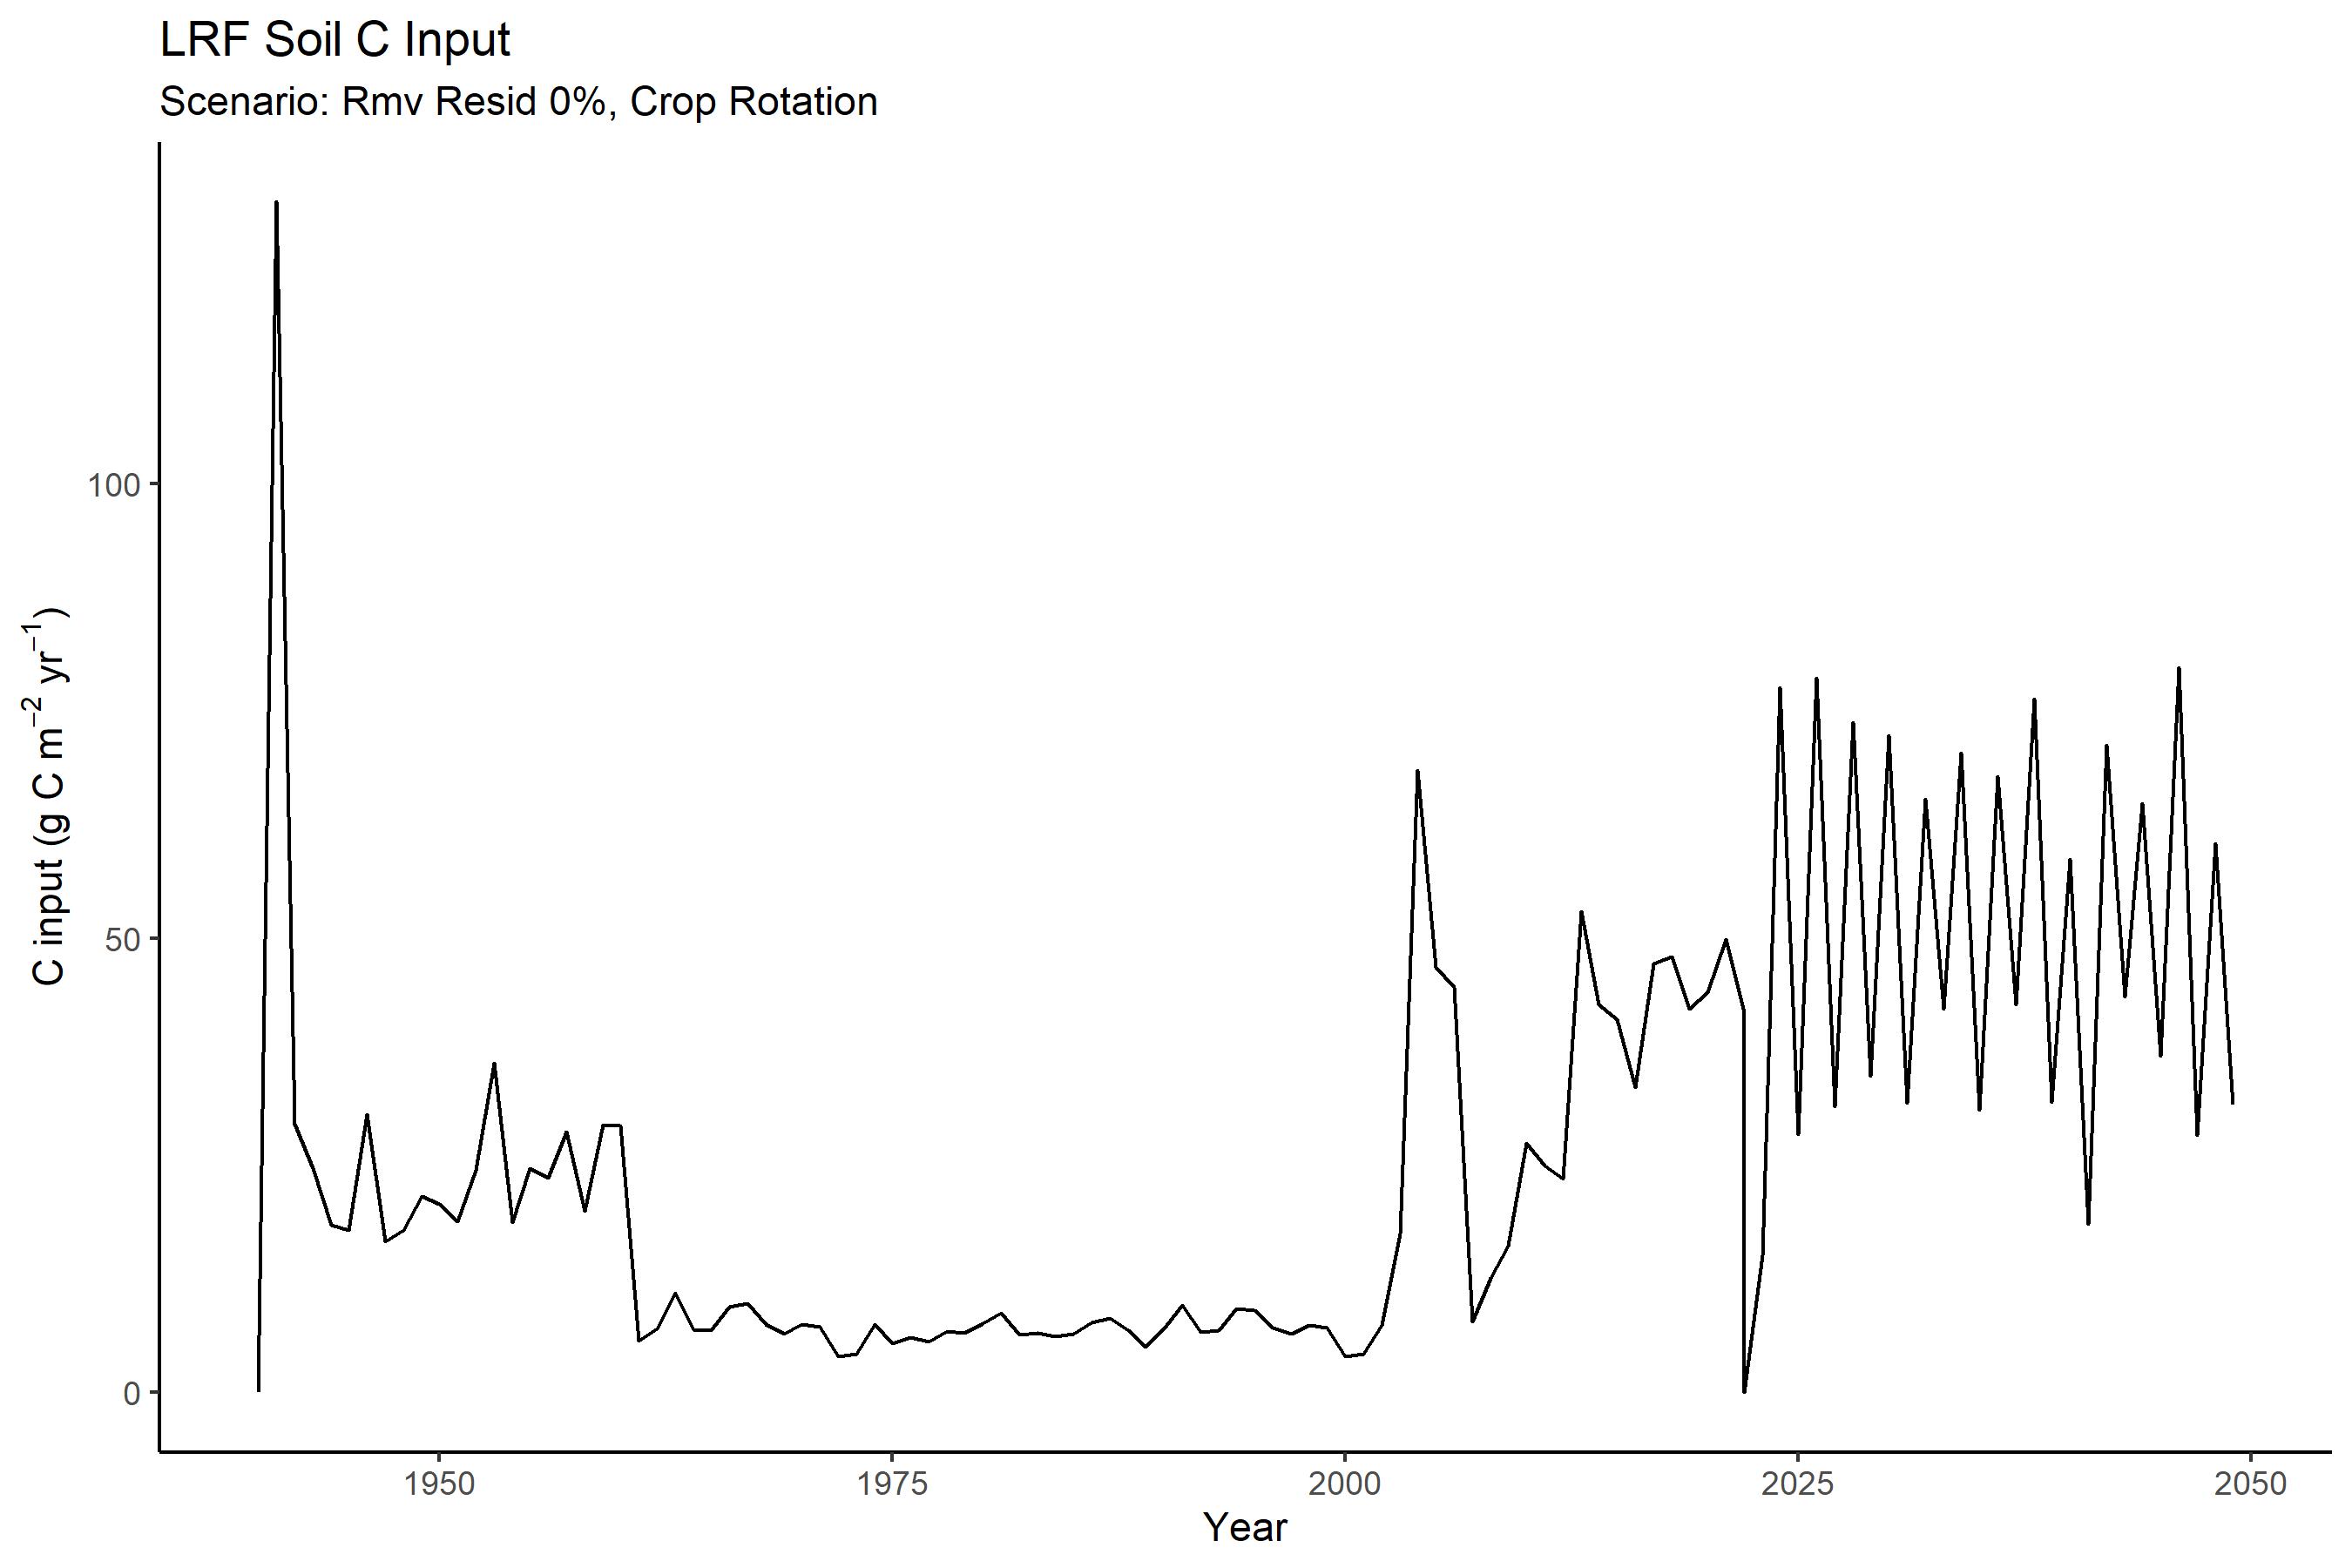 LRF Soil C Input
Scenario: Rmv Resid 0%, Crop Rotation
C input (g C m⁻² yr⁻¹)
100
50
0
1950
1975
2000
2025
2050
Year